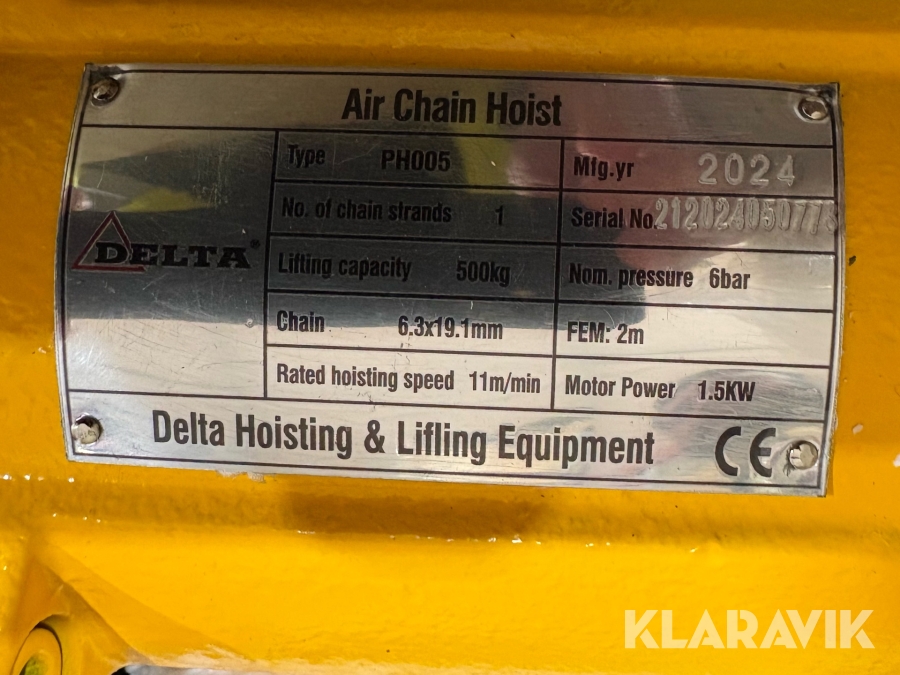 Air Chain Hoist
Type PH005
Mfg.yr 2024
No. of chain strands 1
Serial No.
DELTA®
Lifting capacity 500kg
Nom. pressure 6bar
Chain 6.3x19.1mm
FEM: 2m
Rated hoisting speed 11m/min
Motor Power 1.5KW
Delta Hoisting & Lifling Equipment CE
KLARAVIK